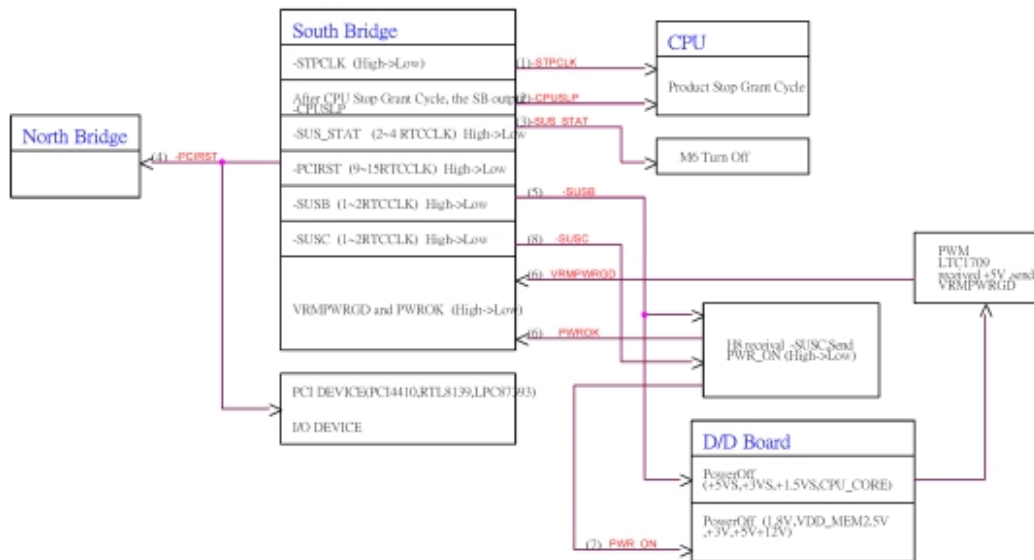 South Bridge
-STPCLK (High->Low)
After CPU Stop Grant Cycle, the SB output
-CPUSLP
-SUS_STAT (2~4 RTCCLK) High->Low
-PCIRST (9~15RTCCLK) High->Low
-SUSB (1~2RTCCLK) High->Low
-SUSC (1~2RTCCLK) High->Low
VRMPWRGD and PWROK (High->Low)
North Bridge
(4) -PCIRST
(1)-STPCLK
-CPUSLP
(3)-SUS_STAT
(5) -SUSB
(8) -SUSC
(6) VRMPWRGD
(6) PWROK
CPU
Product Stop Grant Cycle
M6 Turn Off
PWM
LTC1709
received +5V ,send
VRMPWRGD
H8 receival -SUSC,Send
PWR_ON (High->Low)
PCI DEVICE(PCI4410,RTL8139,LPC87393)
I/O DEVICE
D/D Board
PowerOff
(+5VS,+3VS,+1.5VS,CPU_CORE)
PowerOff (1.8V,VDD_MEM2.5V
,+3V,+5V+12V)
(7) PWR_ON